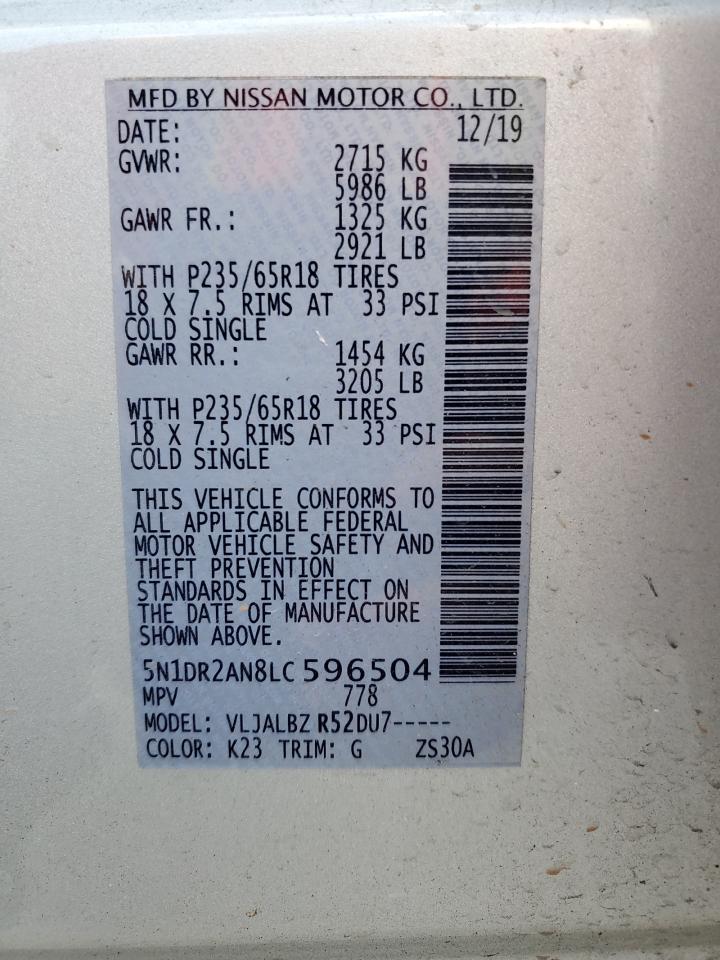 MFD BY NISSAN MOTOR CO., LTD.
DATE: 12/19
GVWR: 2715 KG
5986 LB
GAWR FR.: 1325 KG
2921 LB
WITH P235/65R18 TIRES
18 X 7.5 RIMS AT 33 PSI
COLD SINGLE
GAWR RR.: 1454 KG
3205 LB
WITH P235/65R18 TIRES
18 X 7.5 RIMS AT 33 PSI
COLD SINGLE
THIS VEHICLE CONFORMS TO
ALL APPLICABLE FEDERAL
MOTOR VEHICLE SAFETY AND
THEFT PREVENTION
STANDARDS IN EFFECT ON
THE DATE OF MANUFACTURE
SHOWN ABOVE.
5N1DR2AN8LC 596504
MPV 778
MODEL: VLJALBZ R52DU7-----
COLOR: K23 TRIM: G ZS30A